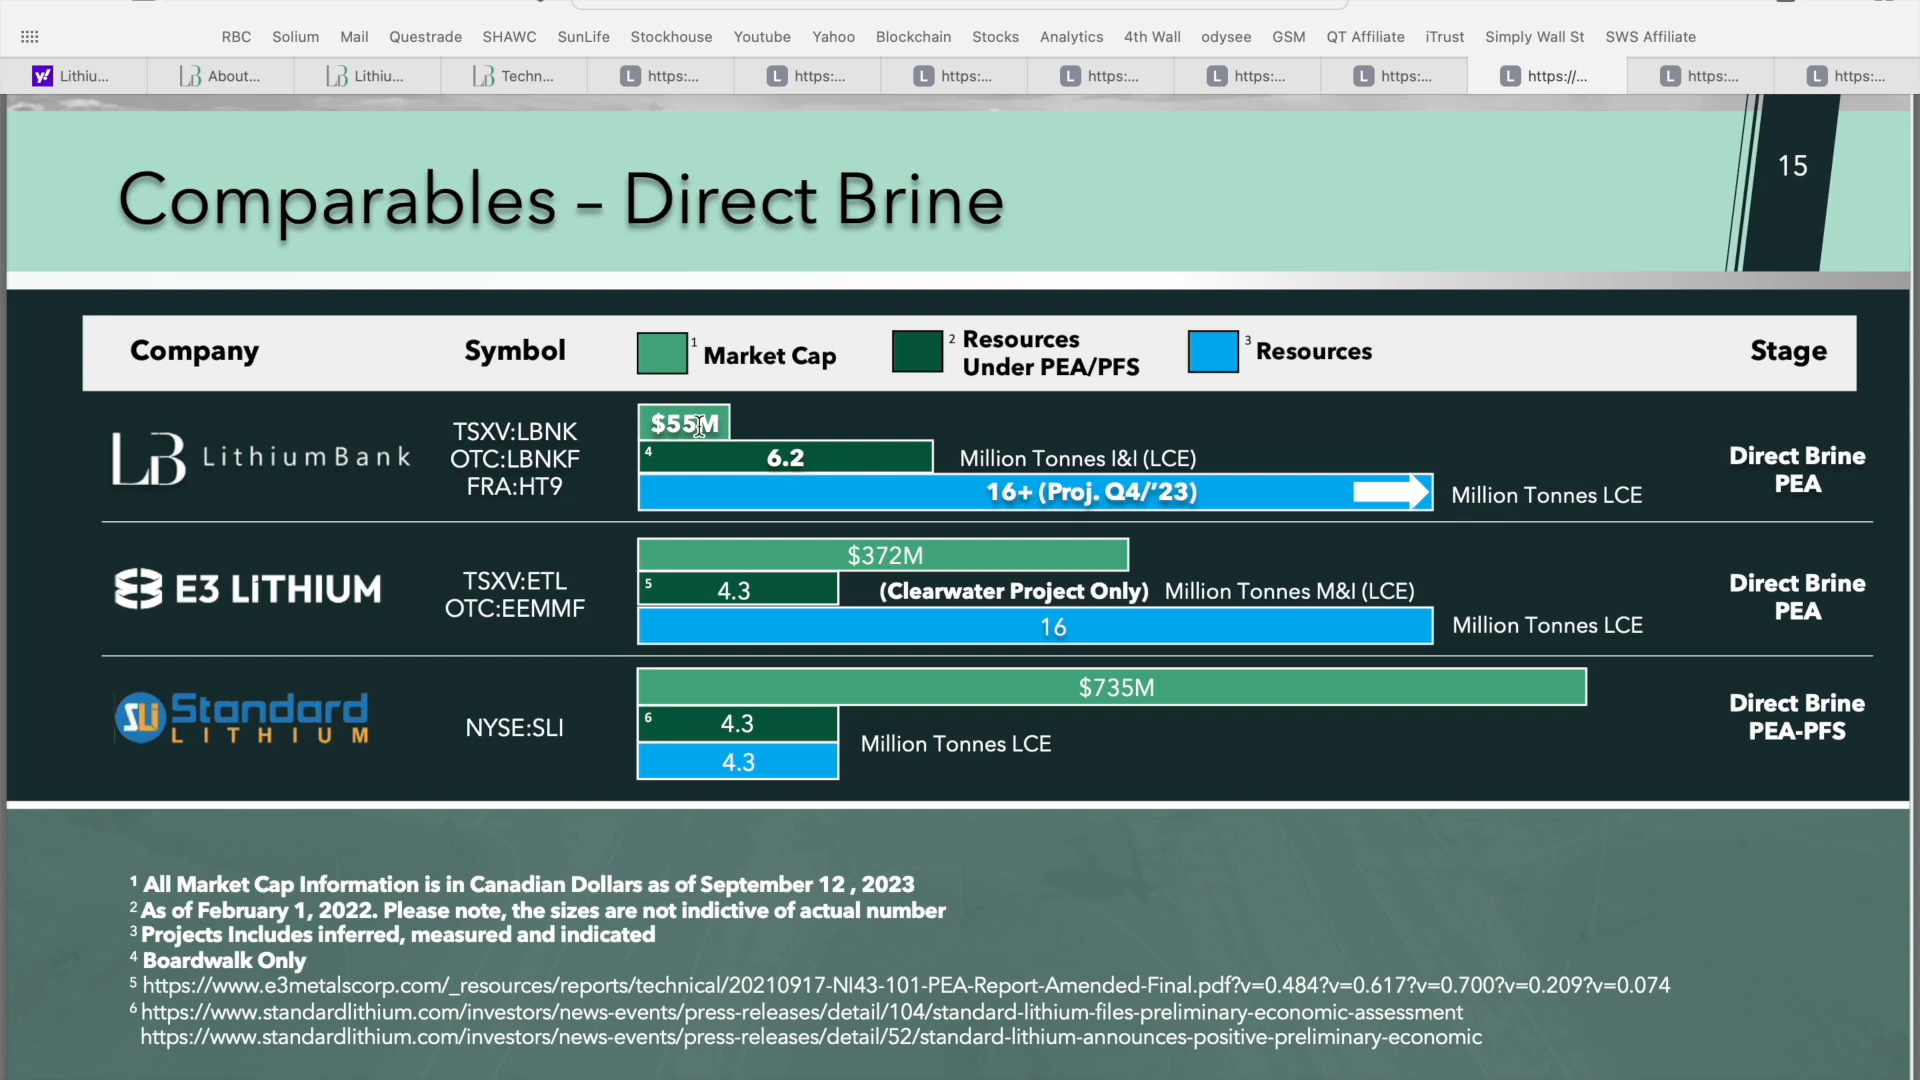 RBC Solium Mail Questrade SHAWC SunLife Stockhouse Youtube Yahoo Blockchain Stocks Analytics 4th Wall odysee GSM QT Affiliate iTrust Simply Wall St SWS Affiliate
y! Lithiu... LB About... LB Lithiu... LB Techn... L https:... L https:... L https:... L https:... L https:... L https:... L https://... L https:... L https:...
15
Comparables – Direct Brine
Company Symbol 1 Market Cap 2 Resources Under PEA/PFS 3 Resources Stage
LB LithiumBank
TSXV:LBNK
OTC:LBNKF
FRA:HT9
$55M
4 6.2 Million Tonnes I&I (LCE)
16+ (Proj. Q4/’23) Million Tonnes LCE
Direct Brine
PEA
E3 LiTHIUM
TSXV:ETL
OTC:EEMMF
$372M
5 4.3 (Clearwater Project Only) Million Tonnes M&I (LCE)
16 Million Tonnes LCE
Direct Brine
PEA
SLi Standard
LITHIUM
NYSE:SLI
$735M
6 4.3
4.3
Million Tonnes LCE
Direct Brine
PEA-PFS
1 All Market Cap Information is in Canadian Dollars as of September 12 , 2023
2 As of February 1, 2022. Please note, the sizes are not indictive of actual number
3 Projects Includes inferred, measured and indicated
4 Boardwalk Only
5 https://www.e3metalscorp.com/_resources/reports/technical/20210917-NI43-101-PEA-Report-Amended-Final.pdf?v=0.484?v=0.617?v=0.700?v=0.209?v=0.074
6 https://www.standardlithium.com/investors/news-events/press-releases/detail/104/standard-lithium-files-preliminary-economic-assessment
https://www.standardlithium.com/investors/news-events/press-releases/detail/52/standard-lithium-announces-positive-preliminary-economic